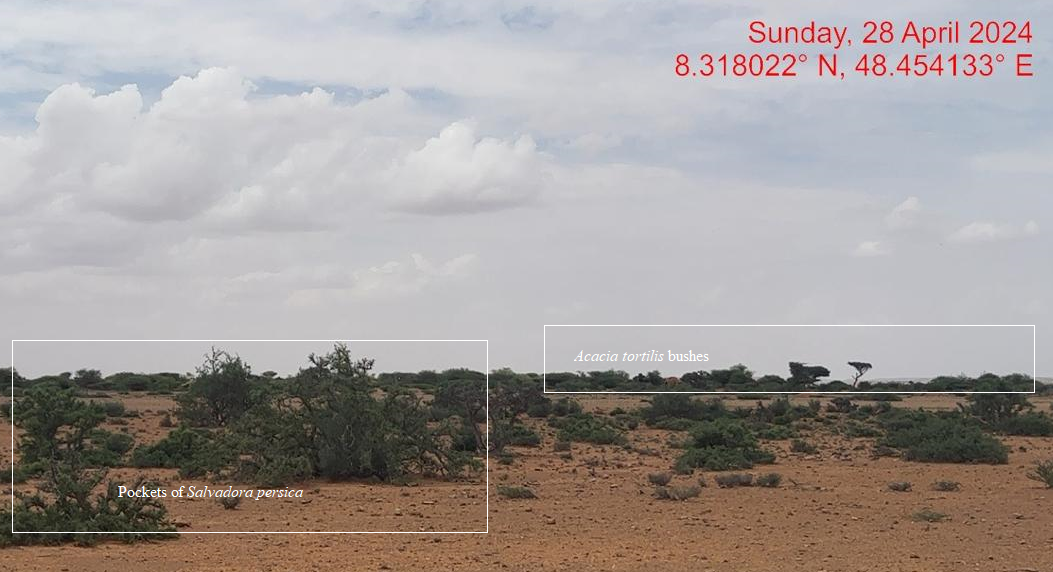 Sunday, 28 April 2024
8.318022° N, 48.454133° E
Acacia tortilis bushes
Pockets of Salvadora persica